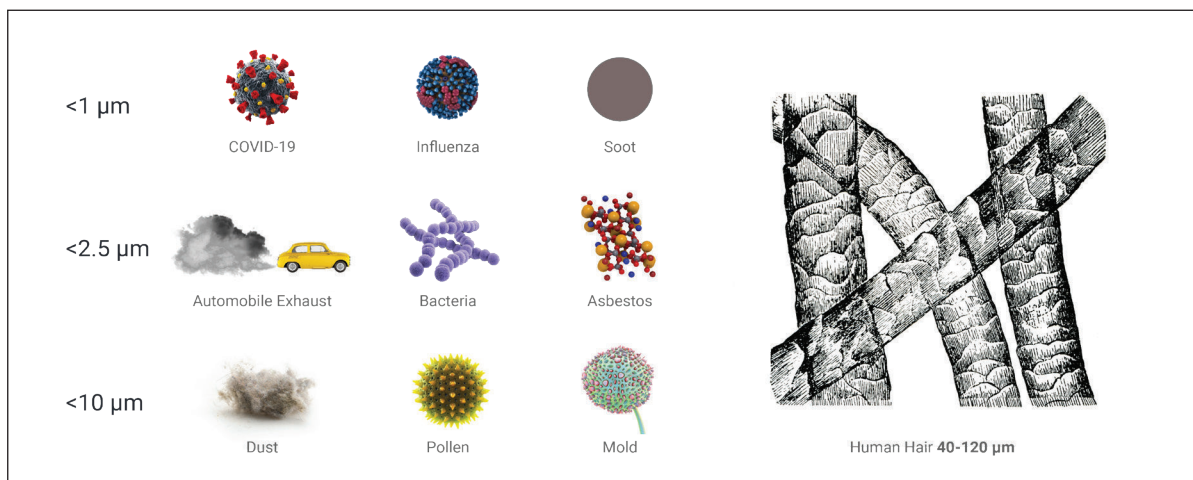 <1 µm
COVID-19
Influenza
Soot
<2.5 µm
Automobile Exhaust
Bacteria
Asbestos
<10 µm
Dust
Pollen
Mold
Human Hair 40-120 µm